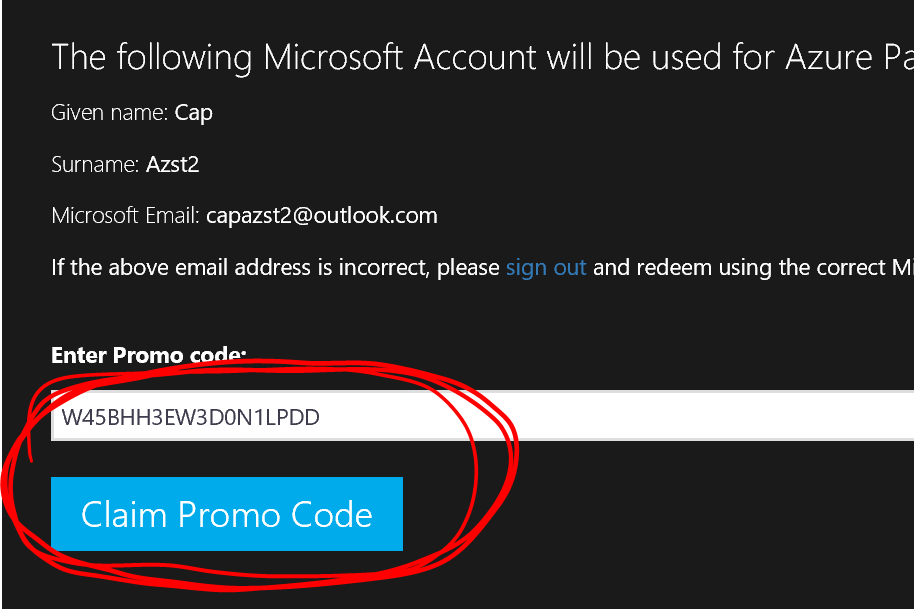 The following Microsoft Account will be used for Azure Pa
Given name: Cap
Surname: Azst2
Microsoft Email: capazst2@outlook.com
If the above email address is incorrect, please sign out and redeem using the correct Mi
Enter Promo code:
W45BHH3EW3D0N1LPDD
Claim Promo Code